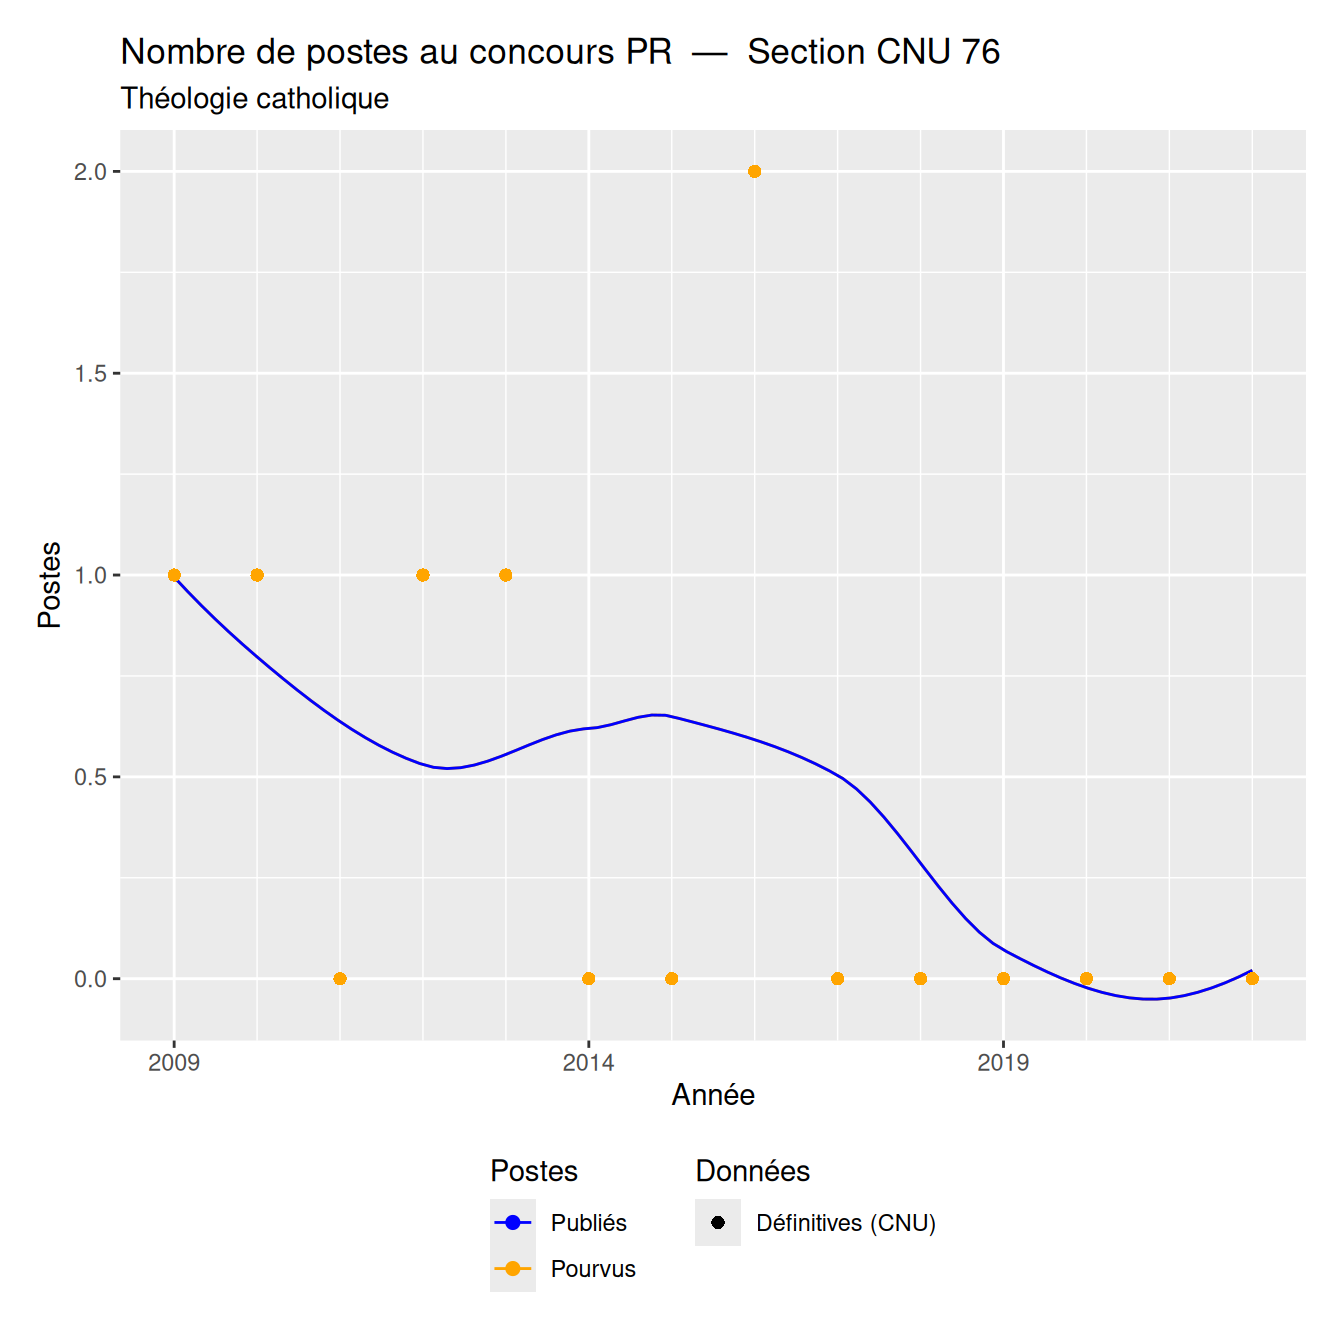 Nombre de postes au concours PR — Section CNU 76
Théologie catholique
2.0
1.5
1.0
0.5
0.0
Postes
2009 2014 2019
Année
Postes Données
Publiés Définitives (CNU)
Pourvus